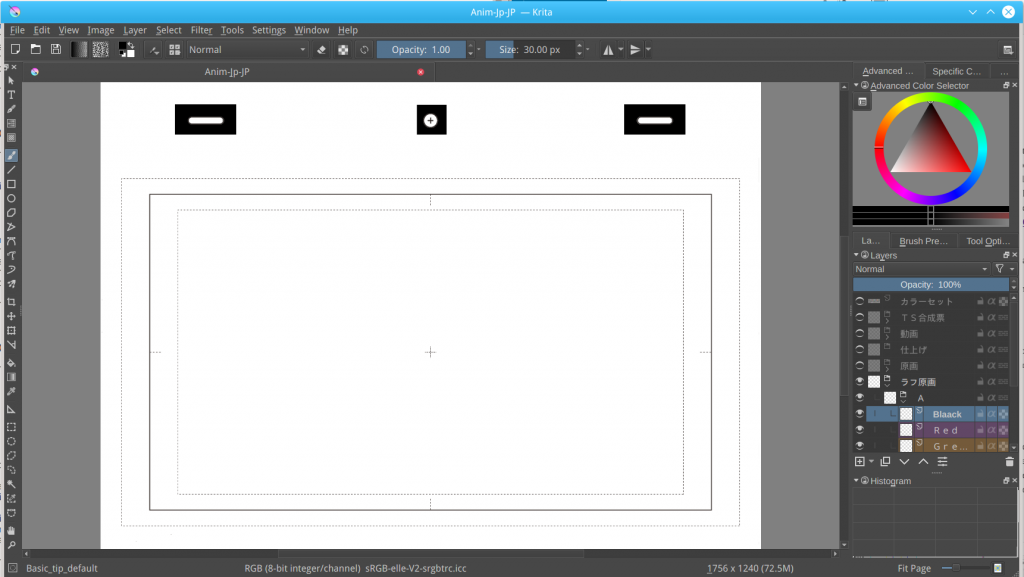 Anim-Jp-JP — Krita
File Edit View Image Layer Select Filter Tools Settings Window Help
Normal Opacity: 1.00 Size: 30.00 px
Anim-Jp-JP
Advanced ... Specific C... ...
Advanced Color Selector
La... Brush Pre... Tool Opti...
Layers
Normal
Opacity: 100%
カラーセット
ＴＳ合成票
動画
仕上げ
原画
ラフ原画
A
Blaack
Ｒｅｄ
Ｇｒｅ...
Histogram
Basic_tip_default RGB (8-bit integer/channel) sRGB-elle-V2-srgbtrc.icc 1756 x 1240 (72.5M) Fit Page